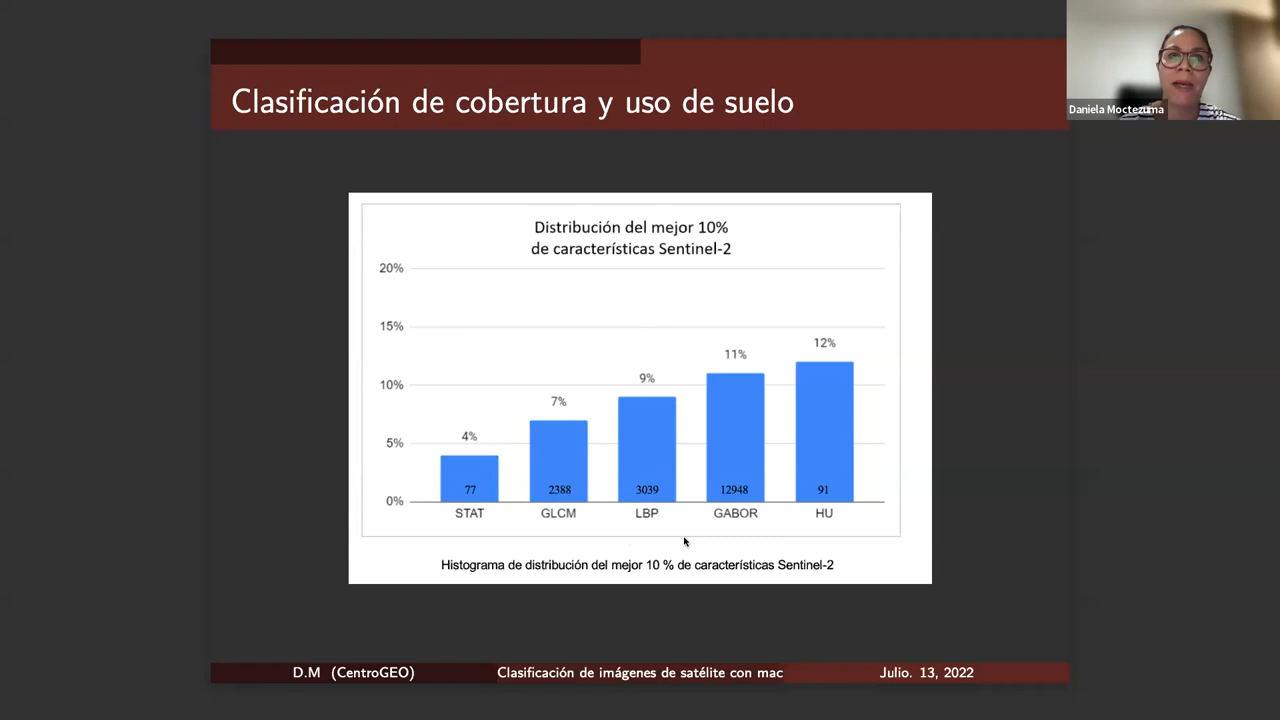 Clasificación de cobertura y uso de suelo
Daniela Moctezuma
Distribución del mejor 10%
de características Sentinel-2
20%
15%
10%
5%
0%
4%
7%
9%
11%
12%
77
2388
3039
12948
91
STAT
GLCM
LBP
GABOR
HU
Histograma de distribución del mejor 10 % de características Sentinel-2
D.M (CentroGEO)
Clasificación de imágenes de satélite con mac
Julio. 13, 2022